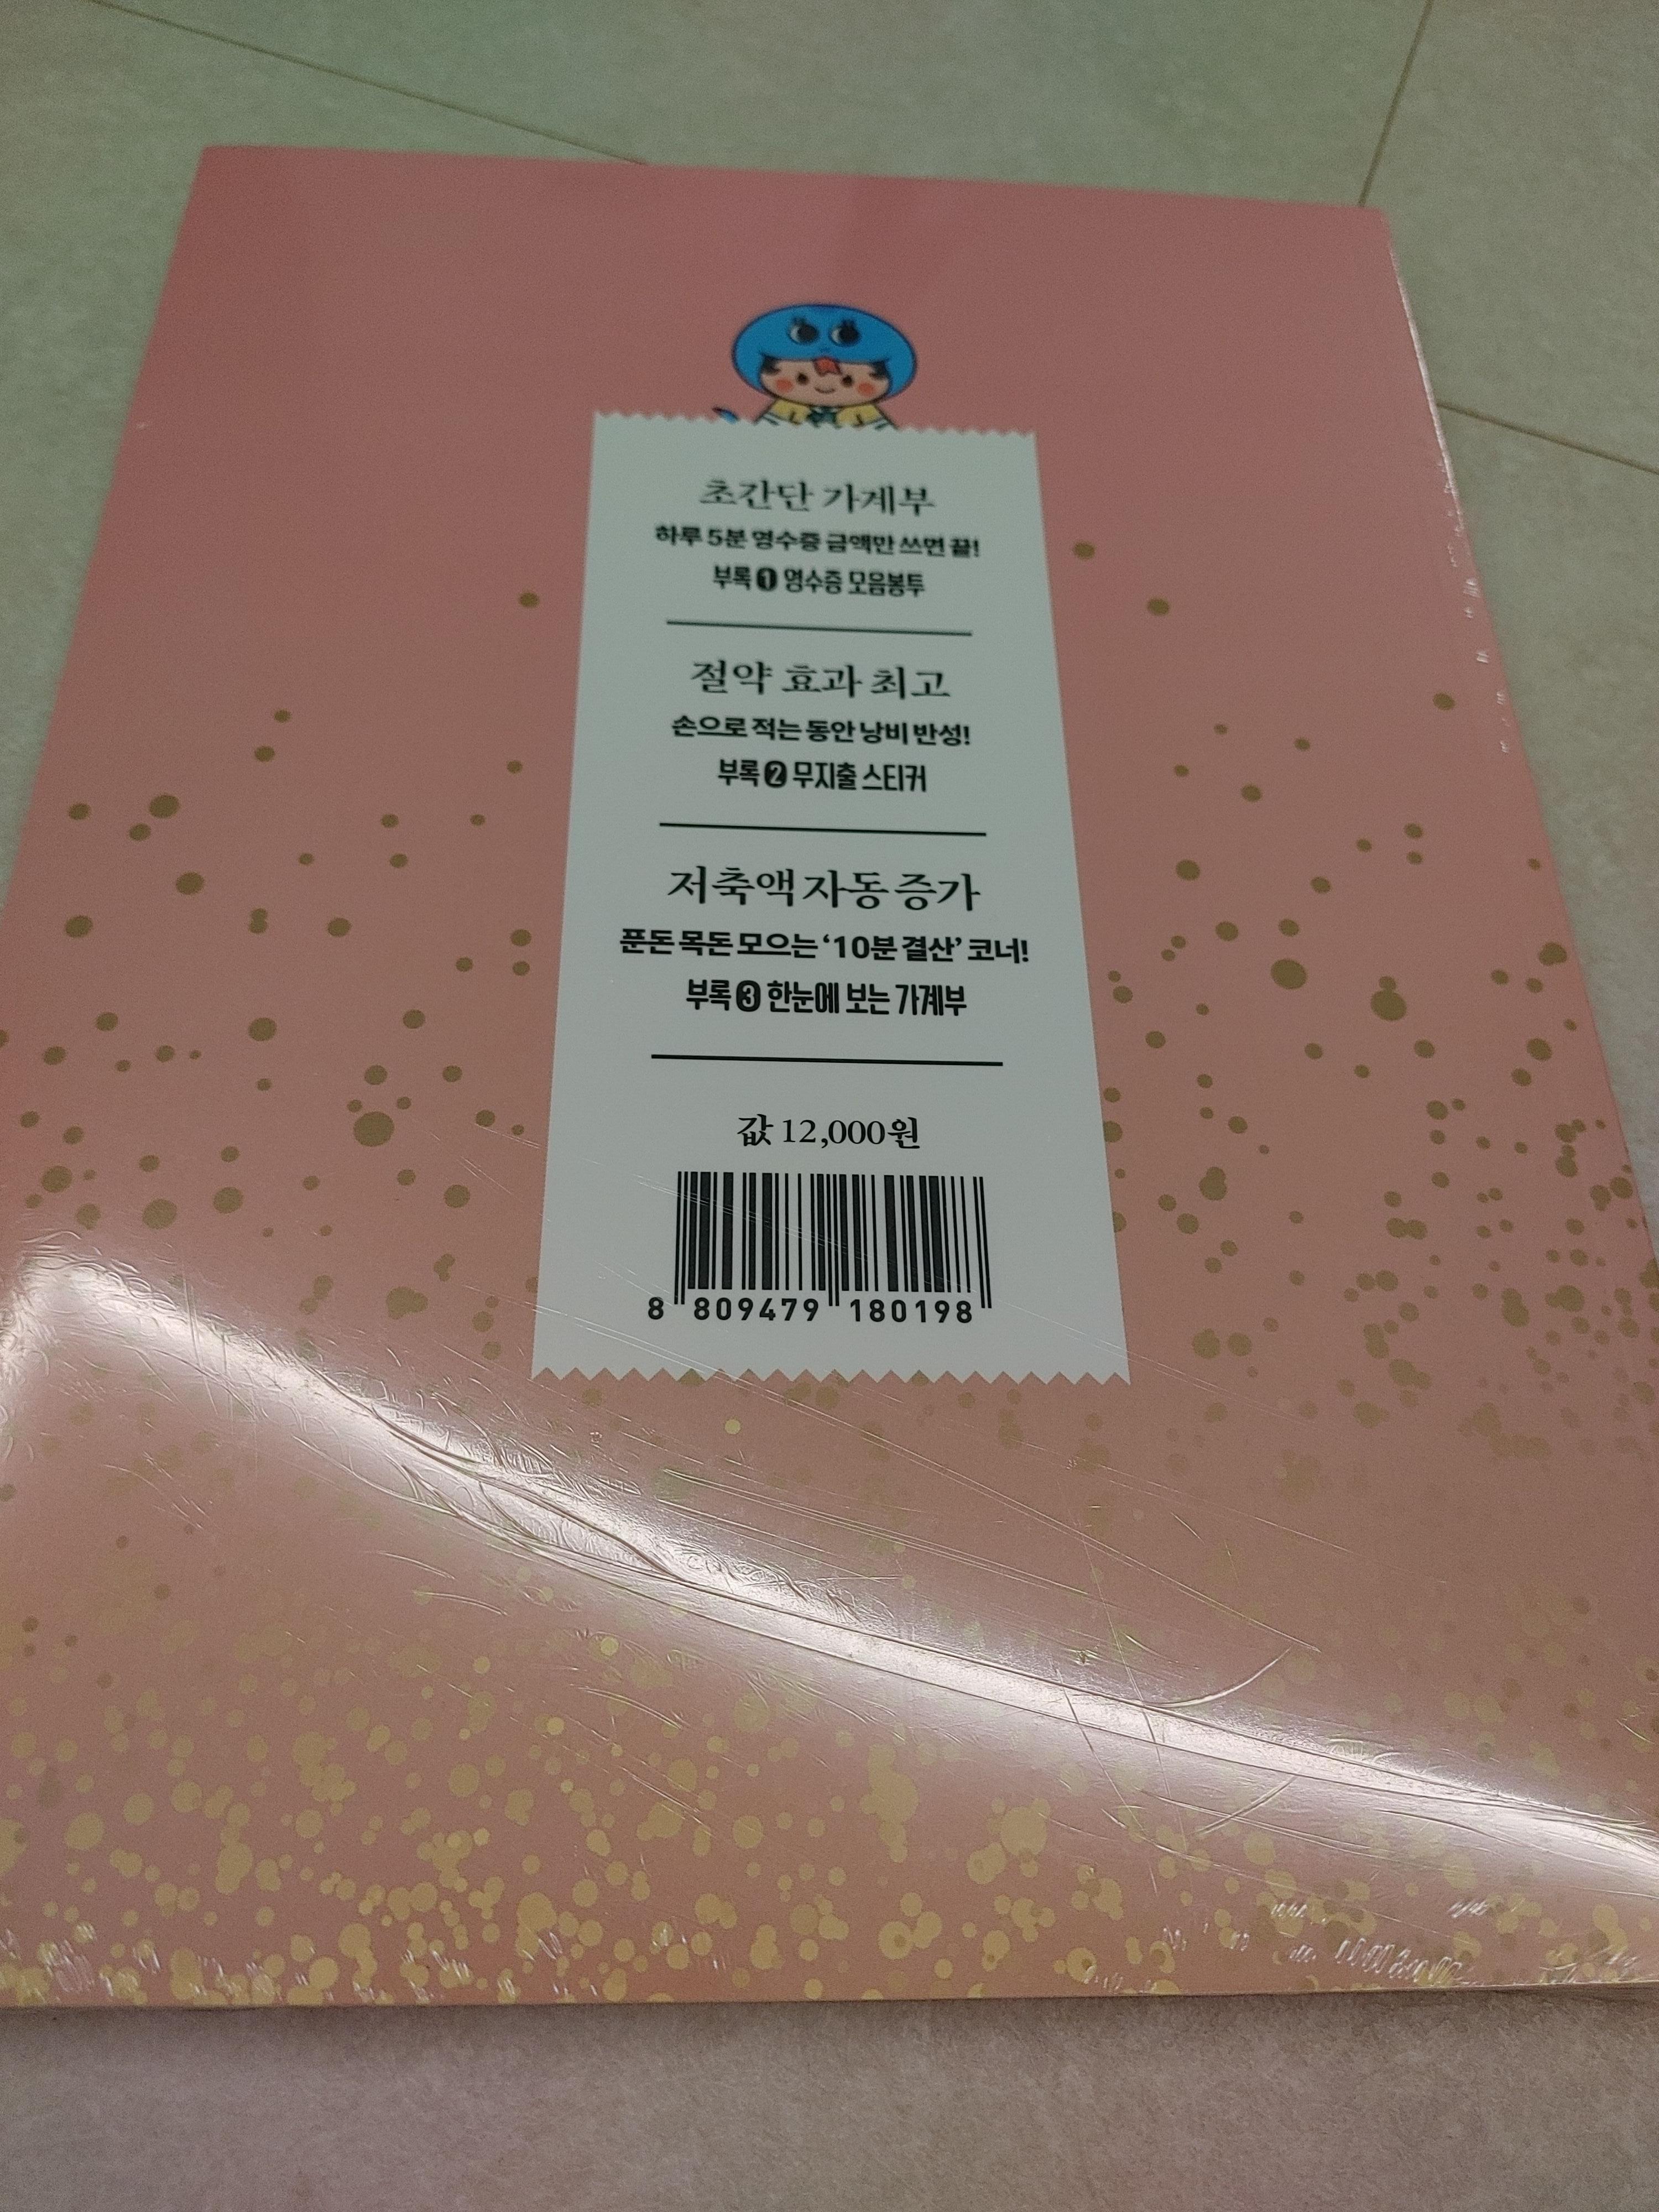 초간단 가계부
하루 5분 영수증 금액만 쓰면 끝!
부록 1 영수증 모음봉투
절약 효과 최고
손으로 적는 동안 낭비 반성!
부록 2 무지출 스티커
저축액 자동 증가
푼돈 목돈 모으는 ‘10분 결산’ 코너!
부록 3 한눈에 보는 가계부
값 12,000원
8 809479 180198